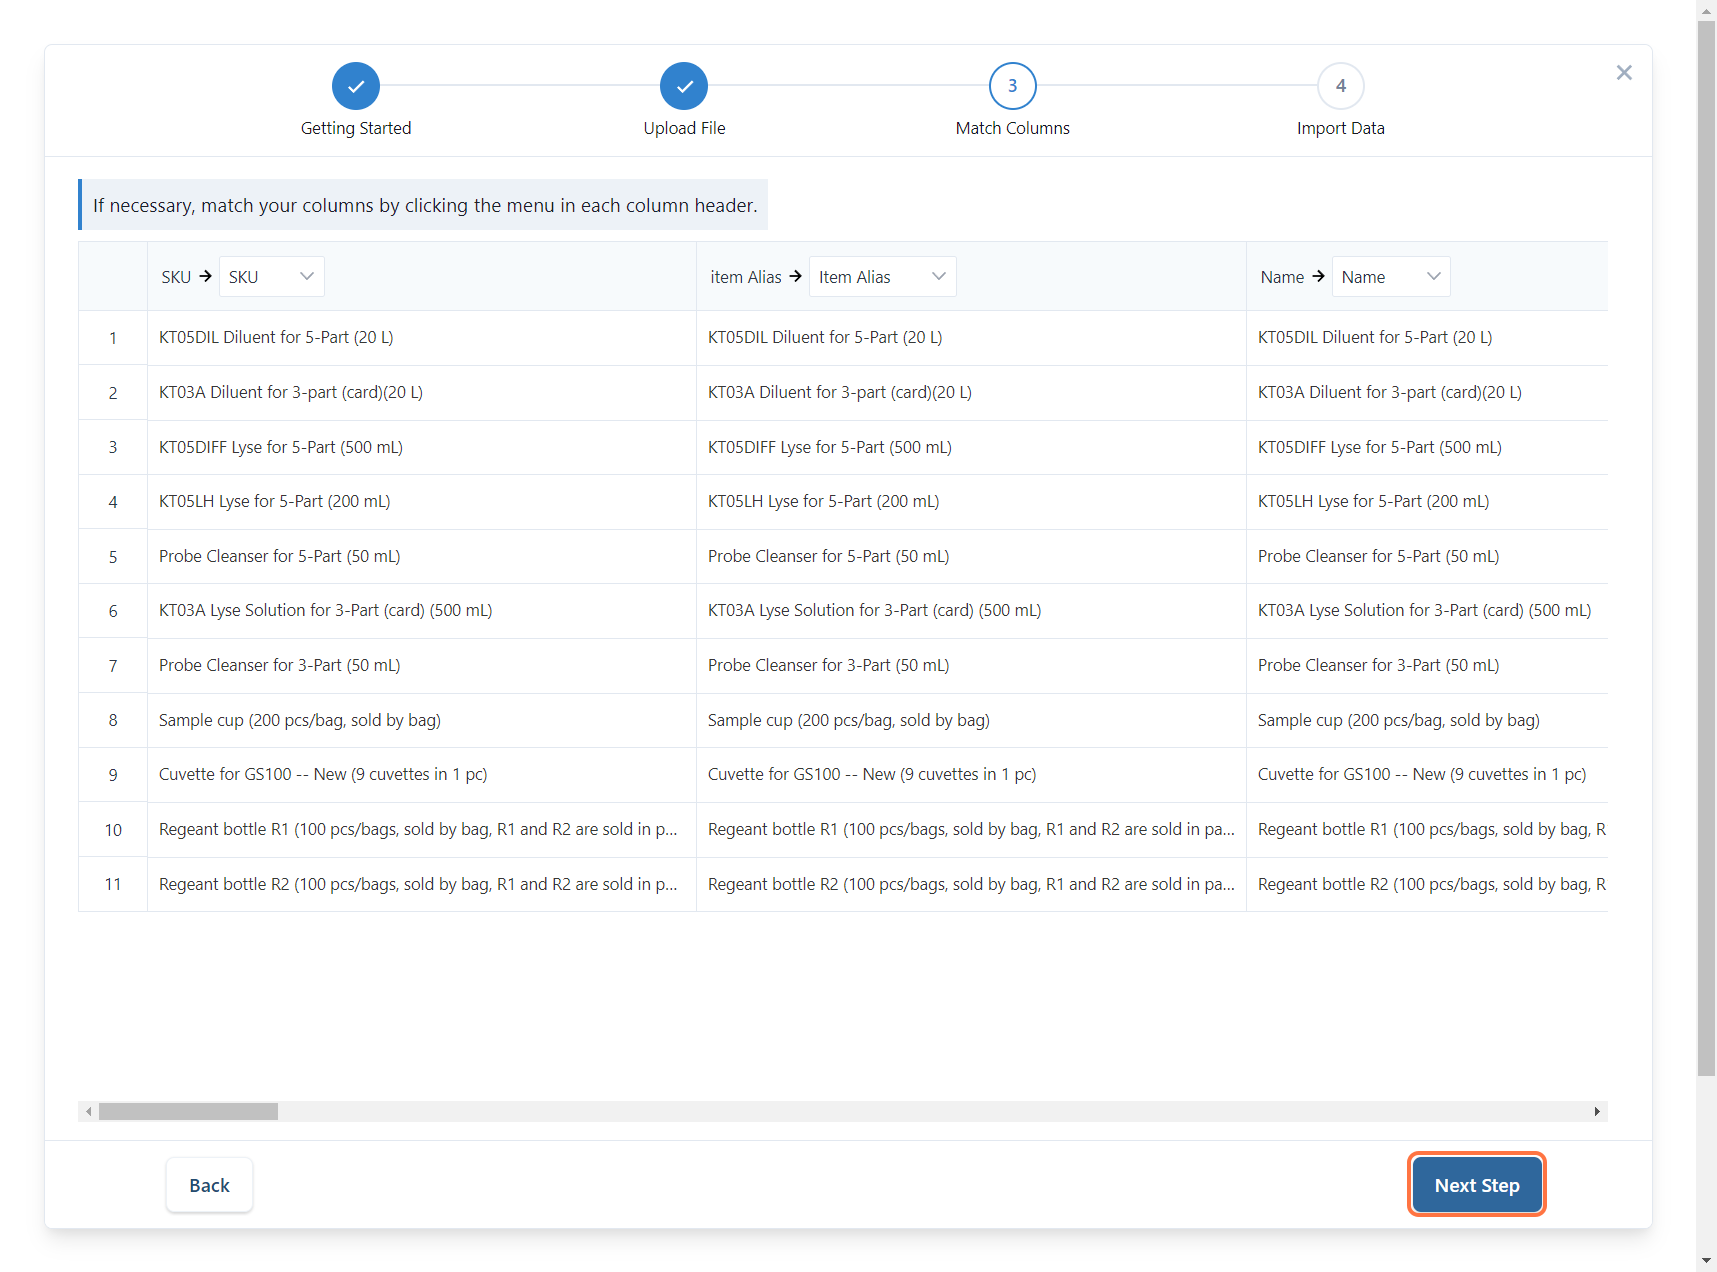 3
4
Getting Started
Upload File
Match Columns
Import Data
If necessary, match your columns by clicking the menu in each column header.
SKU → SKU
item Alias → Item Alias
Name → Name
1 KT05DIL Diluent for 5-Part (20 L) KT05DIL Diluent for 5-Part (20 L) KT05DIL Diluent for 5-Part (20 L)
2 KT03A Diluent for 3-part (card)(20 L) KT03A Diluent for 3-part (card)(20 L) KT03A Diluent for 3-part (card)(20 L)
3 KT05DIFF Lyse for 5-Part (500 mL) KT05DIFF Lyse for 5-Part (500 mL) KT05DIFF Lyse for 5-Part (500 mL)
4 KT05LH Lyse for 5-Part (200 mL) KT05LH Lyse for 5-Part (200 mL) KT05LH Lyse for 5-Part (200 mL)
5 Probe Cleanser for 5-Part (50 mL) Probe Cleanser for 5-Part (50 mL) Probe Cleanser for 5-Part (50 mL)
6 KT03A Lyse Solution for 3-Part (card) (500 mL) KT03A Lyse Solution for 3-Part (card) (500 mL) KT03A Lyse Solution for 3-Part (card) (500 mL)
7 Probe Cleanser for 3-Part (50 mL) Probe Cleanser for 3-Part (50 mL) Probe Cleanser for 3-Part (50 mL)
8 Sample cup (200 pcs/bag, sold by bag) Sample cup (200 pcs/bag, sold by bag) Sample cup (200 pcs/bag, sold by bag)
9 Cuvette for GS100 -- New (9 cuvettes in 1 pc) Cuvette for GS100 -- New (9 cuvettes in 1 pc) Cuvette for GS100 -- New (9 cuvettes in 1 pc)
10 Regeant bottle R1 (100 pcs/bags, sold by bag, R1 and R2 are sold in p... Regeant bottle R1 (100 pcs/bags, sold by bag, R1 and R2 are sold in pa... Regeant bottle R1 (100 pcs/bags, sold by bag, R
11 Regeant bottle R2 (100 pcs/bags, sold by bag, R1 and R2 are sold in p... Regeant bottle R2 (100 pcs/bags, sold by bag, R1 and R2 are sold in pa... Regeant bottle R2 (100 pcs/bags, sold by bag, R
Back
Next Step